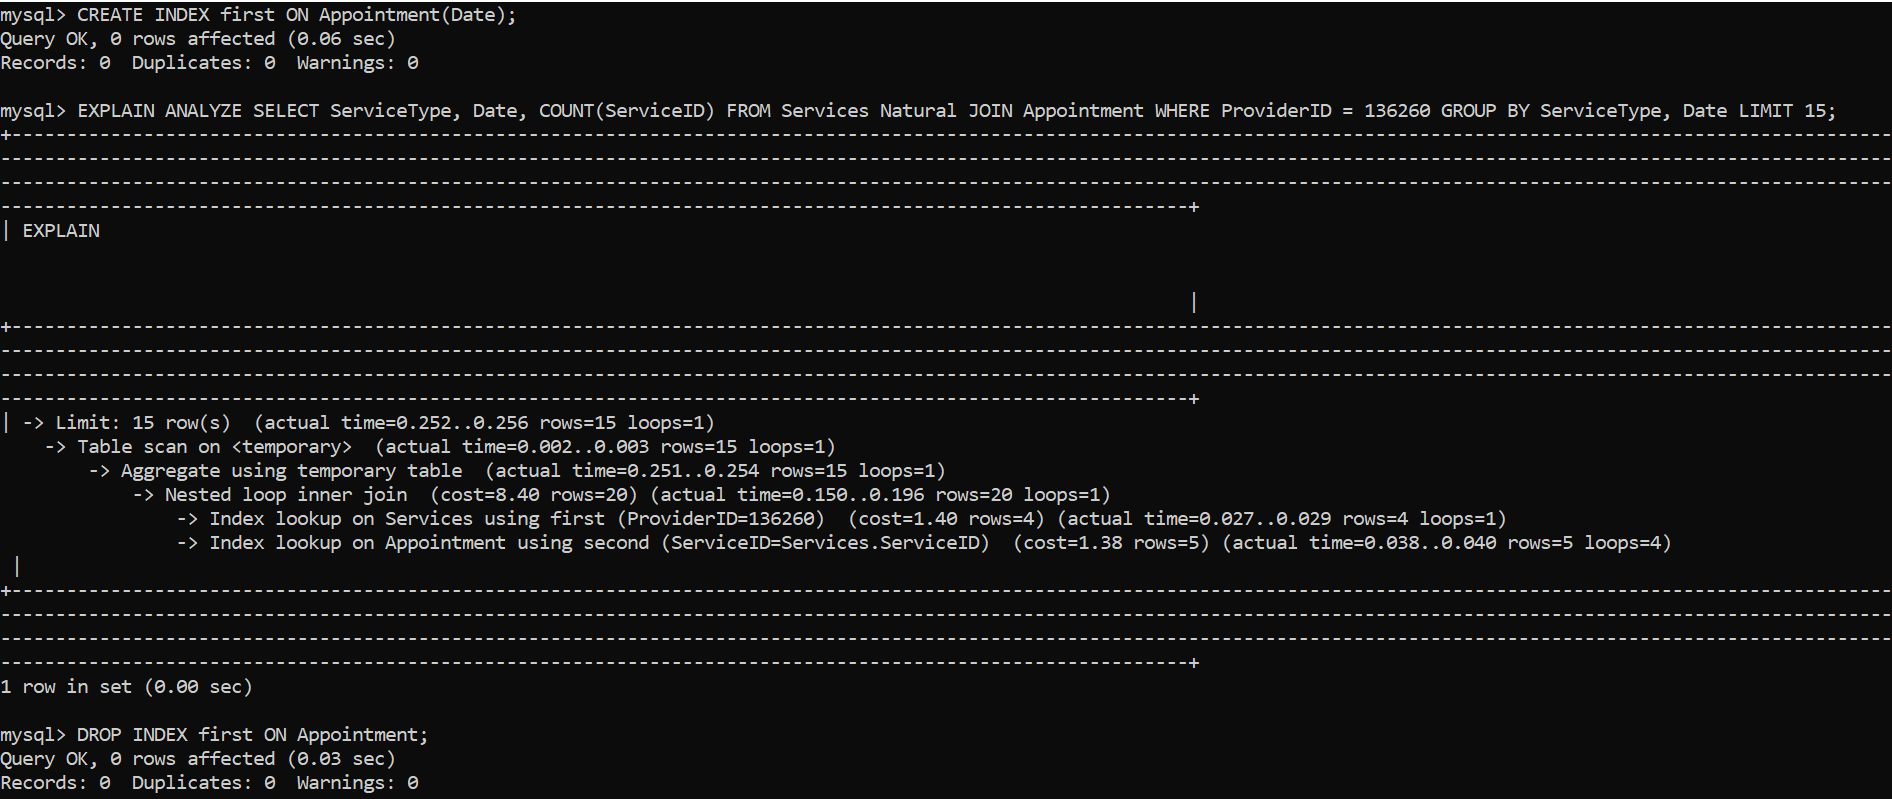 mysql> CREATE INDEX first ON Appointment(Date);
Query OK, 0 rows affected (0.06 sec)
Records: 0  Duplicates: 0  Warnings: 0
mysql> EXPLAIN ANALYZE SELECT ServiceType, Date, COUNT(ServiceID) FROM Services Natural JOIN Appointment WHERE ProviderID = 136260 GROUP BY ServiceType, Date LIMIT 15;
| EXPLAIN
|
| -> Limit: 15 row(s)  (actual time=0.252..0.256 rows=15 loops=1)
    -> Table scan on <temporary>  (actual time=0.002..0.003 rows=15 loops=1)
        -> Aggregate using temporary table  (actual time=0.251..0.254 rows=15 loops=1)
            -> Nested loop inner join  (cost=8.40 rows=20) (actual time=0.150..0.196 rows=20 loops=1)
                -> Index lookup on Services using first (ProviderID=136260)  (cost=1.40 rows=4) (actual time=0.027..0.029 rows=4 loops=1)
                -> Index lookup on Appointment using second (ServiceID=Services.ServiceID)  (cost=1.38 rows=5) (actual time=0.038..0.040 rows=5 loops=4)
 |
1 row in set (0.00 sec)
mysql> DROP INDEX first ON Appointment;
Query OK, 0 rows affected (0.03 sec)
Records: 0  Duplicates: 0  Warnings: 0